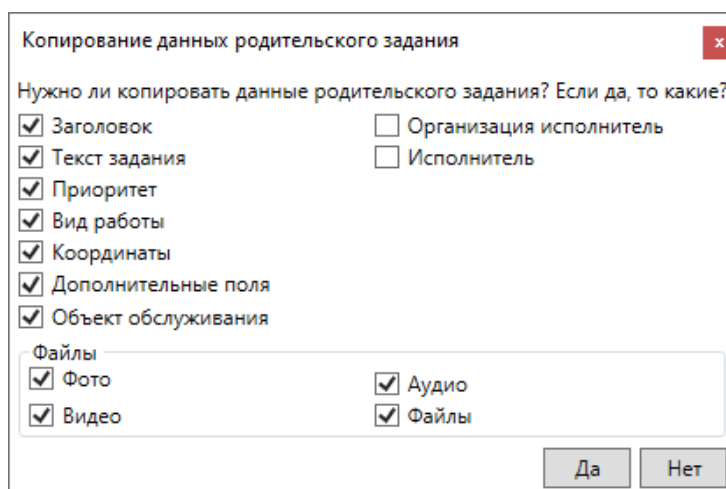 Копирование данных родительского задания
x
Нужно ли копировать данные родительского задания? Если да, то какие?
Заголовок
Организация исполнитель
Текст задания
Исполнитель
Приоритет
Вид работы
Координаты
Дополнительные поля
Объект обслуживания
Файлы
Фото
Аудио
Видео
Файлы
Да
Нет